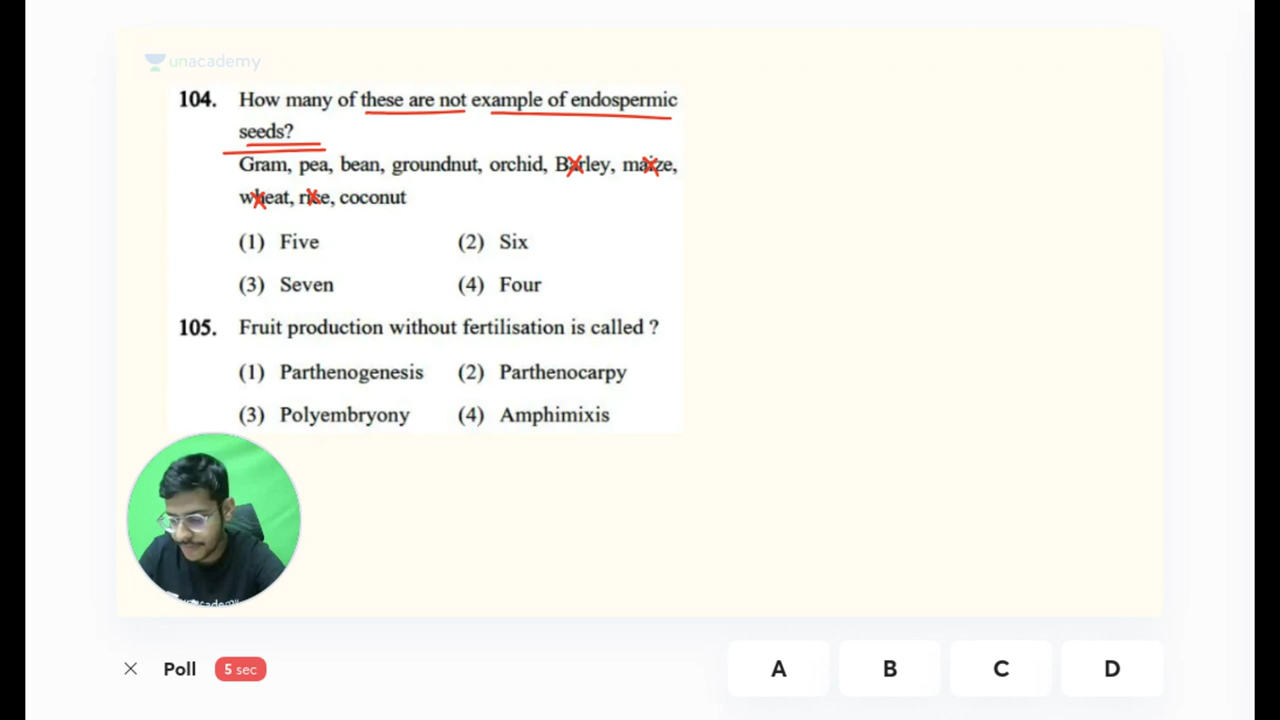 unacademy
104. How many of these are not example of endospermic
seeds?
Gram, pea, bean, groundnut, orchid, Barley, maize,
wheat, rice, coconut
(1) Five (2) Six
(3) Seven (4) Four
105. Fruit production without fertilisation is called ?
(1) Parthenogenesis (2) Parthenocarpy
(3) Polyembryony (4) Amphimixis
Poll 5 sec A B C D